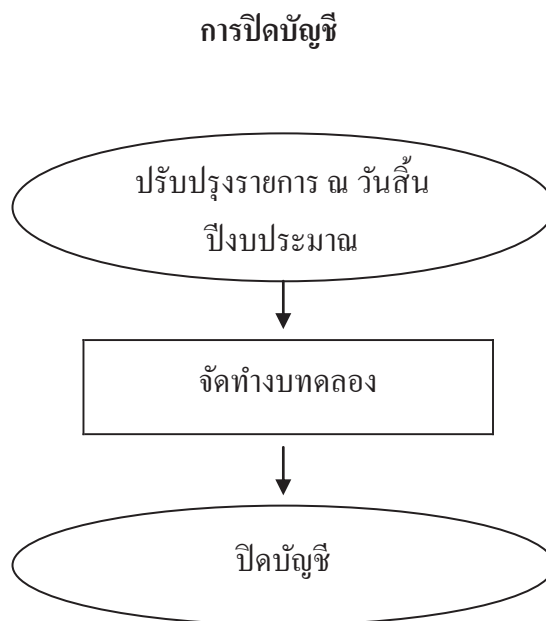 การปิดบัญชี
ปรับปรุงรายการ ณ วันสิ้น
ปีงบประมาณ
จัดทำงบทดลอง
ปิดบัญชี